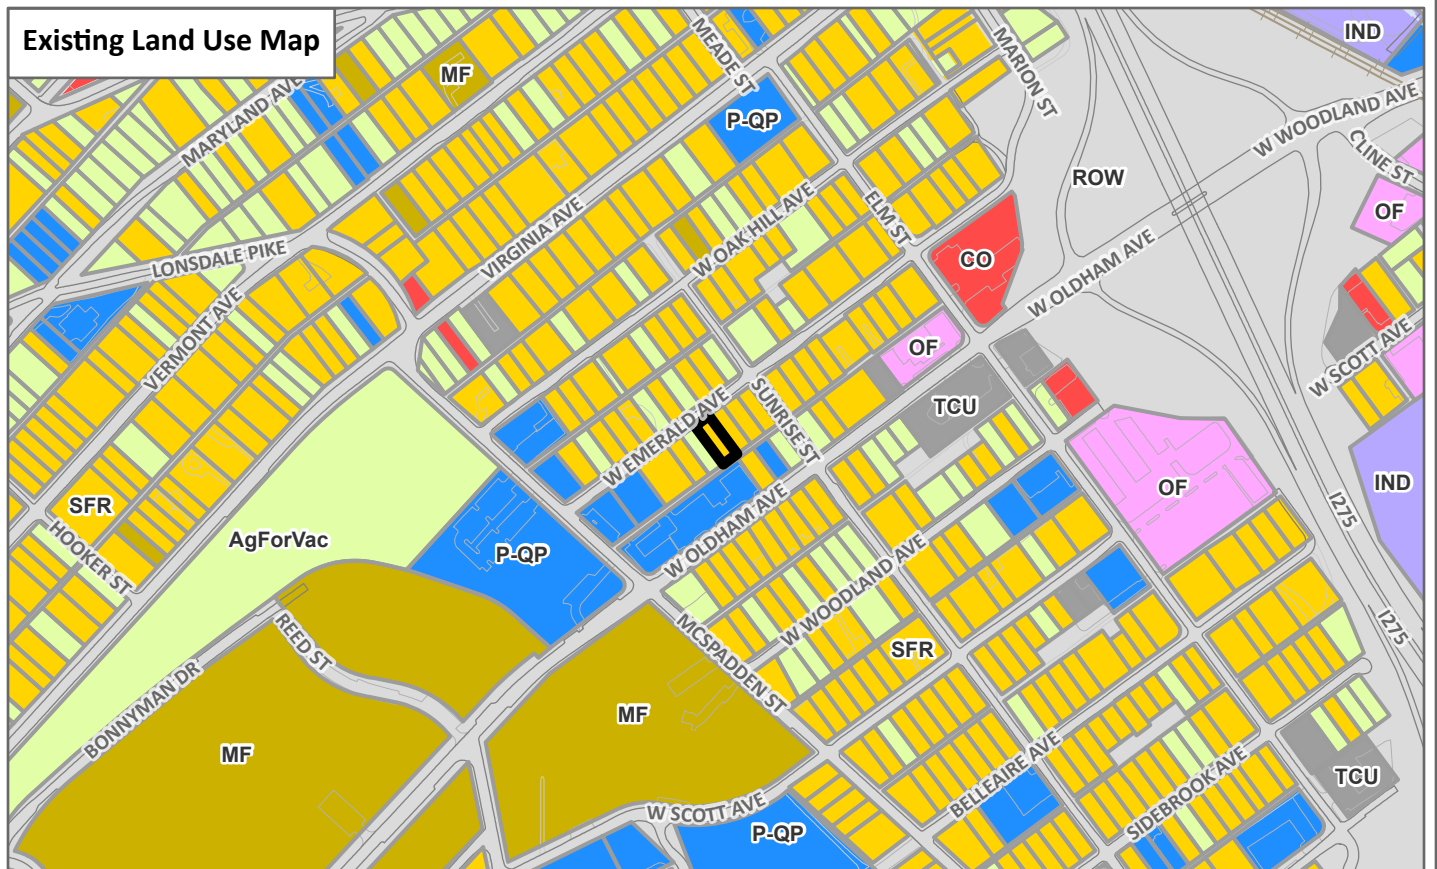 Existing Land Use Map
IND
MEADE ST
MARION ST
MF
MARYLAND AVE
W WOODLAND AVE
P-QP
CLINE ST
ROW
OF
ELM ST
W OAK HILL AVE
VIRGINIA AVE
LONSDALE PIKE
CO
W OLDHAM AVE
VERMONT AVE
OF
W SCOTT AVE
SUNRISE ST
TCU
W EMERALD AVE
IND
OF
SFR
I275
W OLDHAM AVE
AgForVac
P-QP
HOOKER ST
W WOODLAND AVE
I275
REED ST
MCSPADDEN ST
SFR
BONNYMAN DR
MF
MF
BELLEAIRE AVE
TCU
SIDEBROOK AVE
W SCOTT AVE
P-QP